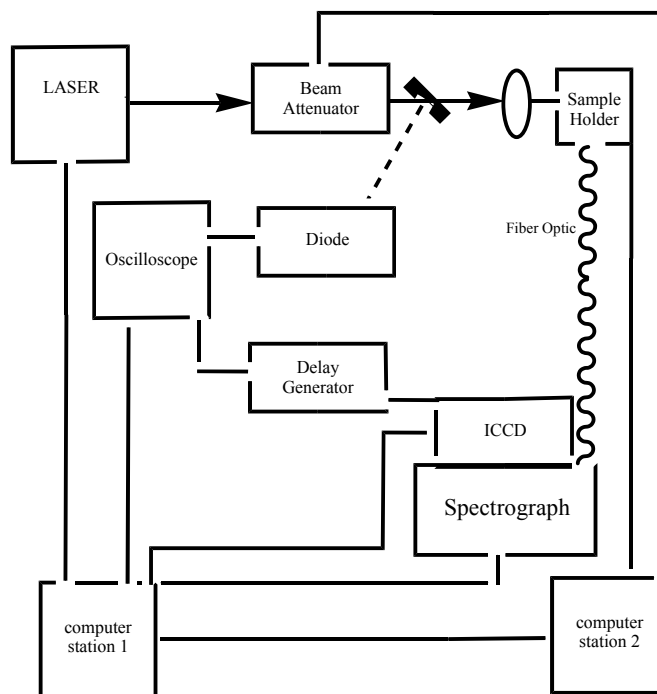 LASER
Beam
Attenuator
Sample
Holder
Fiber Optic
Oscilloscope
Diode
Delay
Generator
ICCD
Spectrograph
computer
station 1
computer
station 2